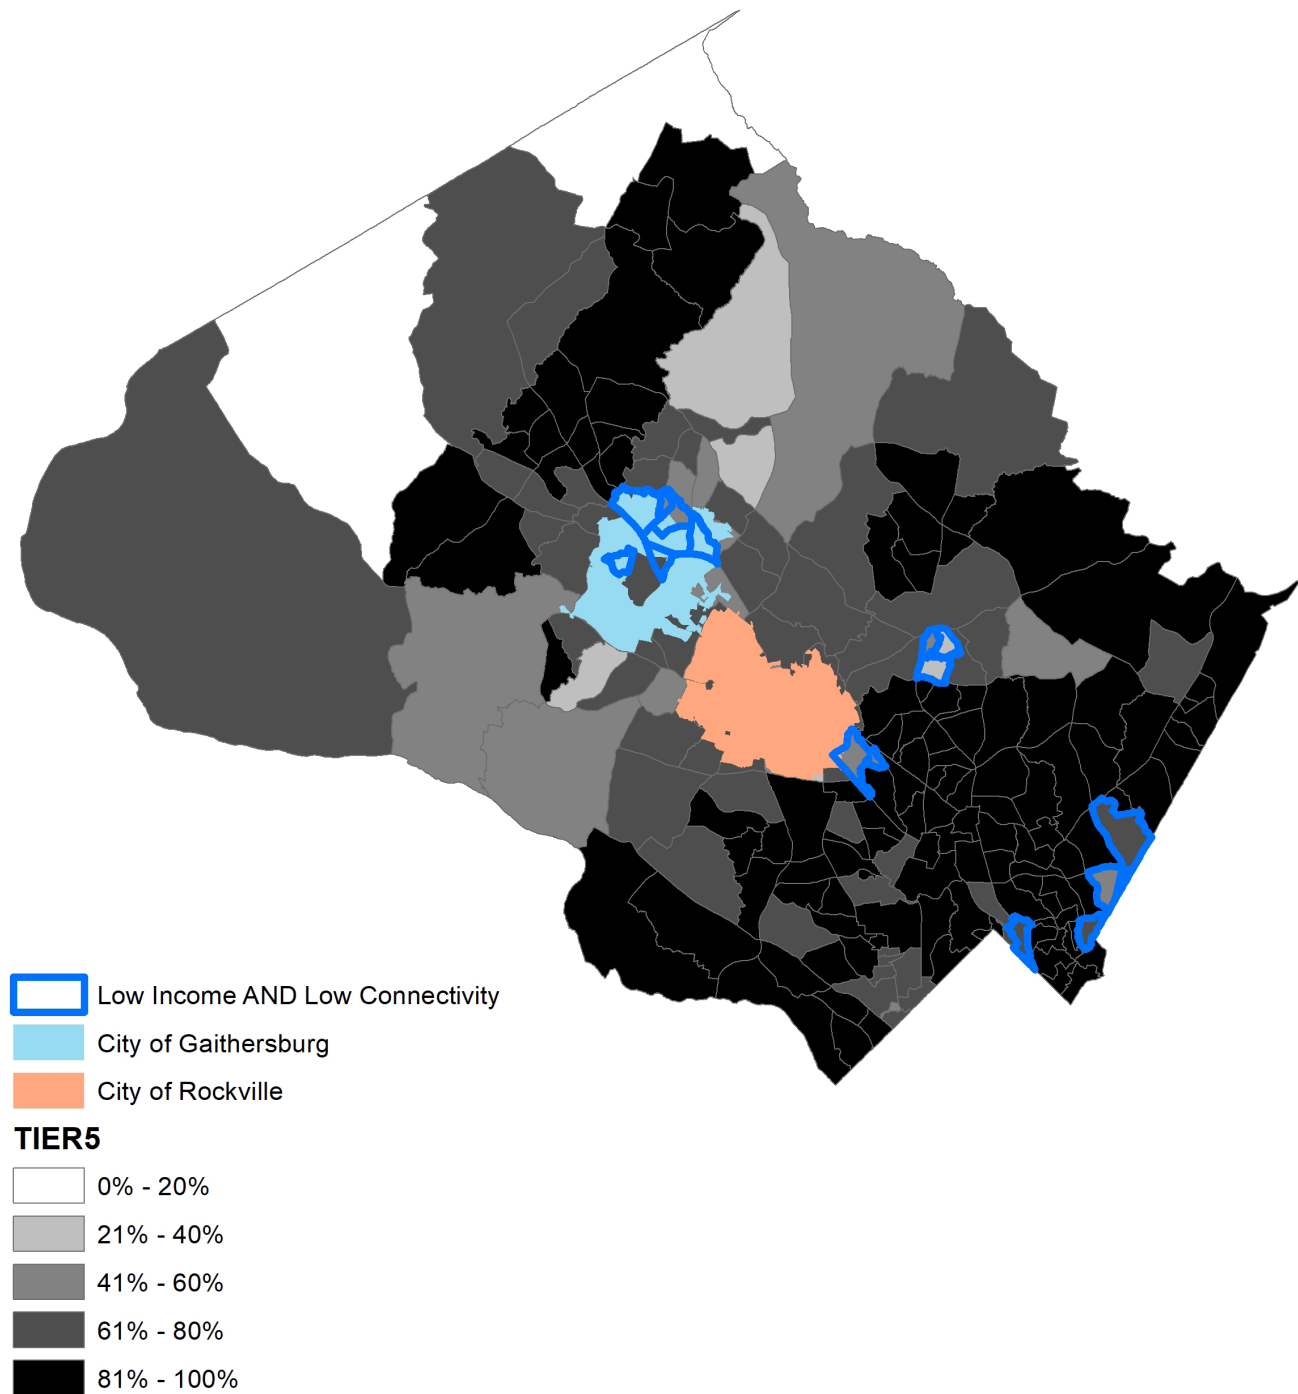 Low Income AND Low Connectivity
City of Gaithersburg
City of Rockville
TIER5
0% - 20%
21% - 40%
41% - 60%
61% - 80%
81% - 100%